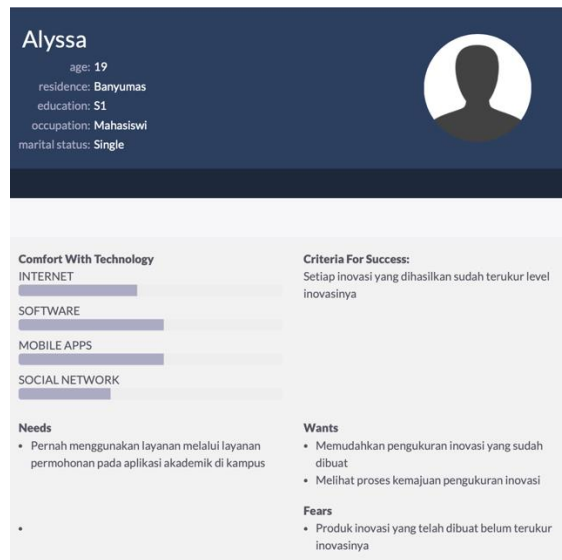 Alyssa
age: 19
residence: Banyumas
education: S1
occupation: Mahasiswi
marital status: Single
Comfort With Technology
INTERNET
SOFTWARE
MOBILE APPS
SOCIAL NETWORK
Criteria For Success:
Setiap inovasi yang dihasilkan sudah terukur level
inovasinya
Needs
• Pernah menggunakan layanan melalui layanan
permohonan pada aplikasi akademik di kampus
•
Wants
• Memudahkan pengukuran inovasi yang sudah
dibuat
• Melihat proses kemajuan pengukuran inovasi
Fears
• Produk inovasi yang telah dibuat belum terukur
inovasinya